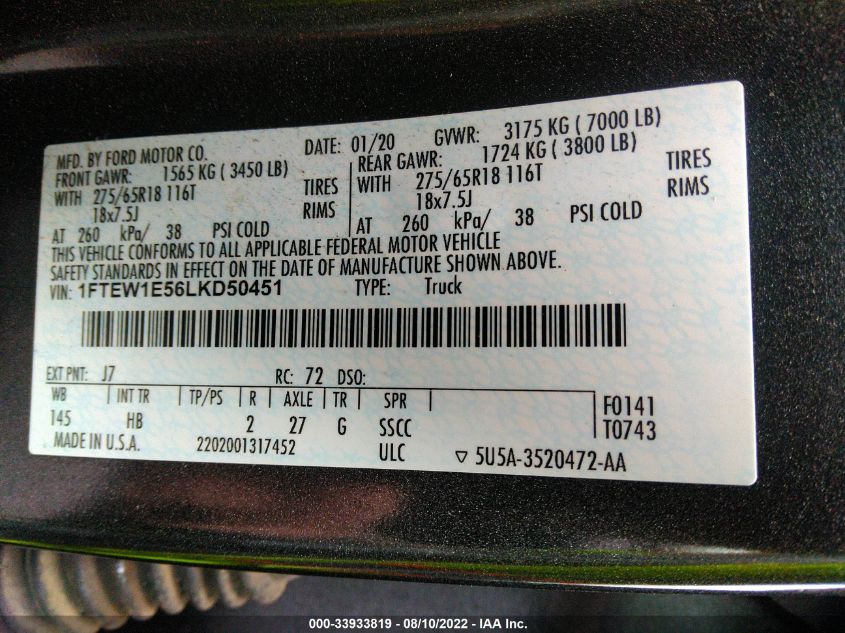 MFD. BY FORD MOTOR CO. DATE: 01/20 GVWR: 3175 KG ( 7000 LB)
FRONT GAWR: 1565 KG ( 3450 LB) REAR GAWR: 1724 KG ( 3800 LB)
WITH 275/65R18 116T TIRES WITH 275/65R18 116T TIRES
18x7.5J RIMS 18x7.5J RIMS
AT 260 kPa/ 38 PSI COLD AT 260 kPa/ 38 PSI COLD
THIS VEHICLE CONFORMS TO ALL APPLICABLE FEDERAL MOTOR VEHICLE
SAFETY STANDARDS IN EFFECT ON THE DATE OF MANUFACTURE SHOWN ABOVE.
VIN: 1FTEW1E56LKD50451 TYPE: Truck
EXT PNT: J7 RC: 72 DSO:
WB INT TR TP/PS R AXLE TR SPR F0141
145 HB 2 27 G SSCC T0743
MADE IN U.S.A. 2202001317452 ULC ▽ 5U5A-3520472-AA
000-33933819 - 08/10/2022 - IAA Inc.